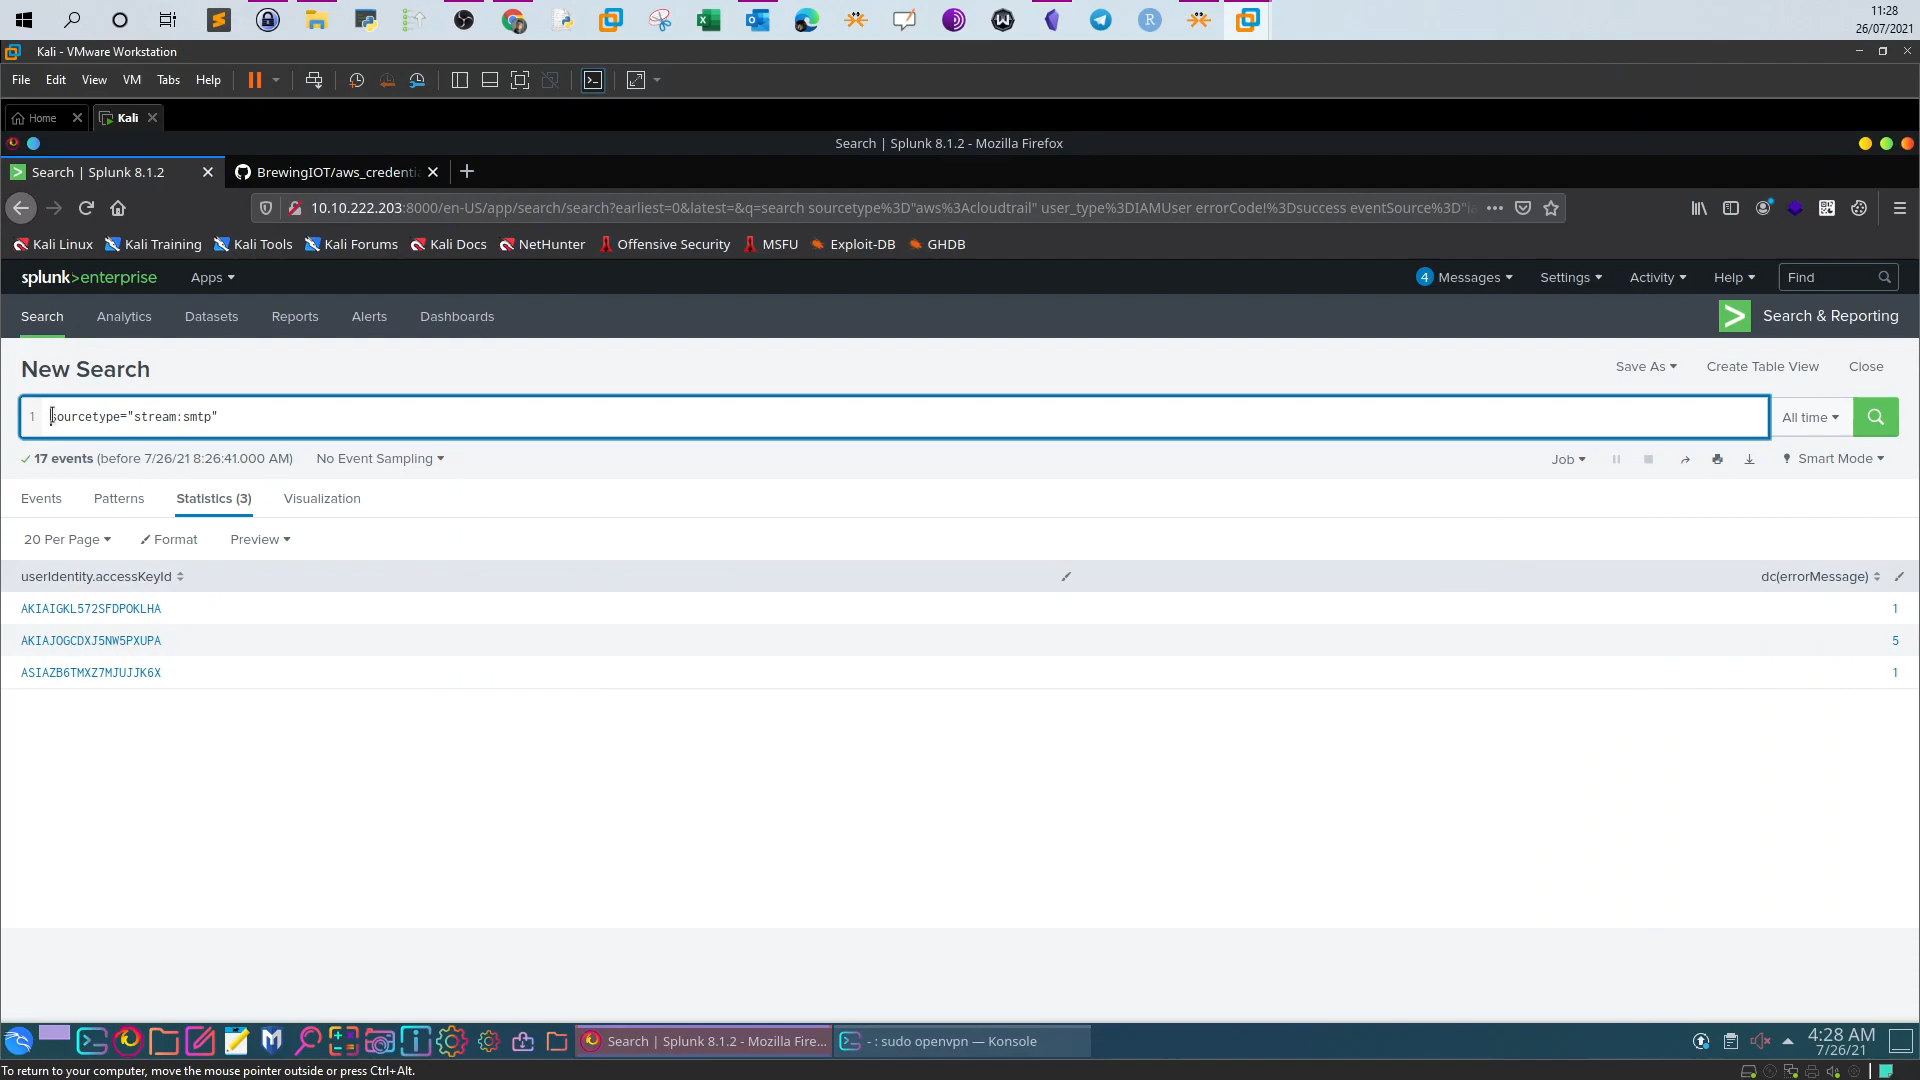 11:28
26/07/2021
Kali - VMware Workstation
File Edit View VM Tabs Help
Home Kali
Search | Splunk 8.1.2 - Mozilla Firefox
Search | Splunk 8.1.2 BrewingIOT/aws_credentia
10.10.222.203:8000/en-US/app/search/search?earliest=0&latest=&q=search sourcetype%3D"aws%3Acloudtrail" user_type%3DIAMUser errorCode!%3Dsuccess eventSource%3D"ia
Kali Linux Kali Training Kali Tools Kali Forums Kali Docs NetHunter Offensive Security MSFU Exploit-DB GHDB
splunk>enterprise Apps 4 Messages Settings Activity Help Find
Search Analytics Datasets Reports Alerts Dashboards Search & Reporting
New Search Save As Create Table View Close
1 sourcetype="stream:smtp" All time
17 events (before 7/26/21 8:26:41.000 AM) No Event Sampling Job Smart Mode
Events Patterns Statistics (3) Visualization
20 Per Page Format Preview
userIdentity.accessKeyId dc(errorMessage)
AKIAIGKL572SFDPOKLHA 1
AKIAJOGCDXJ5NW5PXUPA 5
ASIAZB6TMXZ7MJUJJK6X 1
Search | Splunk 8.1.2 - Mozilla Fire... - : sudo openvpn — Konsole 4:28 AM
7/26/21
To return to your computer, move the mouse pointer outside or press Ctrl+Alt.